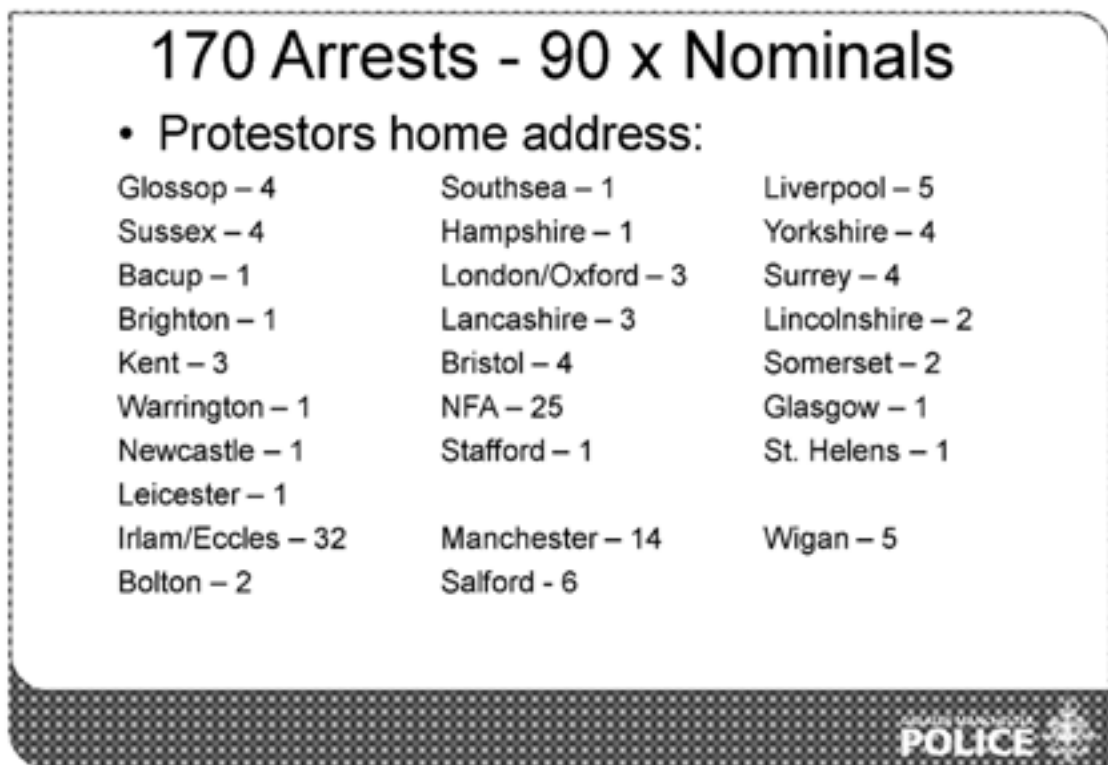 170 Arrests - 90 x Nominals
• Protestors home address:
Glossop – 4 Southsea – 1 Liverpool – 5
Sussex – 4 Hampshire – 1 Yorkshire – 4
Bacup – 1 London/Oxford – 3 Surrey – 4
Brighton – 1 Lancashire – 3 Lincolnshire – 2
Kent – 3 Bristol – 4 Somerset – 2
Warrington – 1 NFA – 25 Glasgow – 1
Newcastle – 1 Stafford – 1 St. Helens – 1
Leicester – 1
Irlam/Eccles – 32 Manchester – 14 Wigan – 5
Bolton – 2 Salford - 6
GREATER MANCHESTER
POLICE